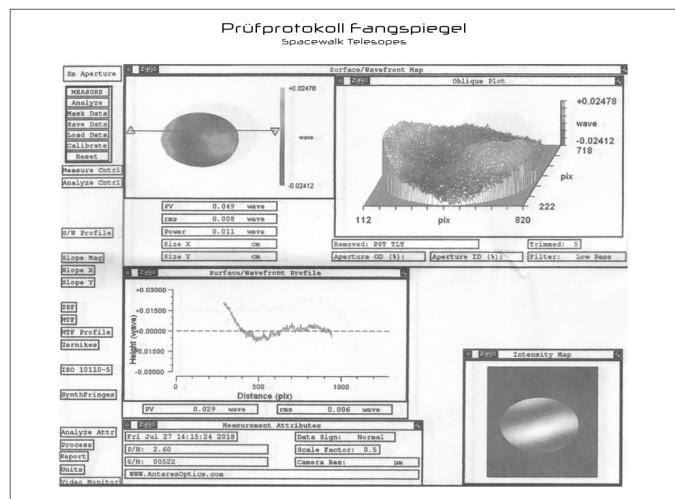 Prüfprotokoll Fangspiegel
Spacewalk Telesopes
Sm Aperture
MEASURE
Analyze
Mask Data
Save Data
Load Data
Calibrate
Reset
Measure Cntrl
Analyze Cntrl
S/W Profile
Slope Mag
Slope X
Slope Y
PSF
MTF
MTF Profile
Zernikes
ISO 10110-5
SynthFringes
Analyze Attr
Process
Report
Units
Video Monitor
zygo Surface/Wavefront Map
+0.02478
wave
-0.02412
PV 0.049 wave
rms 0.008 wave
Power 0.011 wave
Size X cm
Size Y cm
zygo Oblique Plot
+0.02478
wave
-0.02412
718
pix
222
112 pix 820
Removed: PST TLT Trimmed: 5
Aperture OD (%): Aperture ID (%): Filter: Low Pass
zygo Surface/Wavefront Profile
+0.03000
+0.01500
+0.00000
-0.01500
-0.03000
Height (wave)
0 500 1000
Distance (pix)
PV 0.029 wave rms 0.006 wave
zygo Measurement Attributes
Fri Jul 27 14:15:24 2018 Data Sign: Normal
P/N: 2.60 Scale Factor: 0.5
S/N: 00522 Camera Res: µm
WWW.AntaresOptics.com
zygo Intensity Map